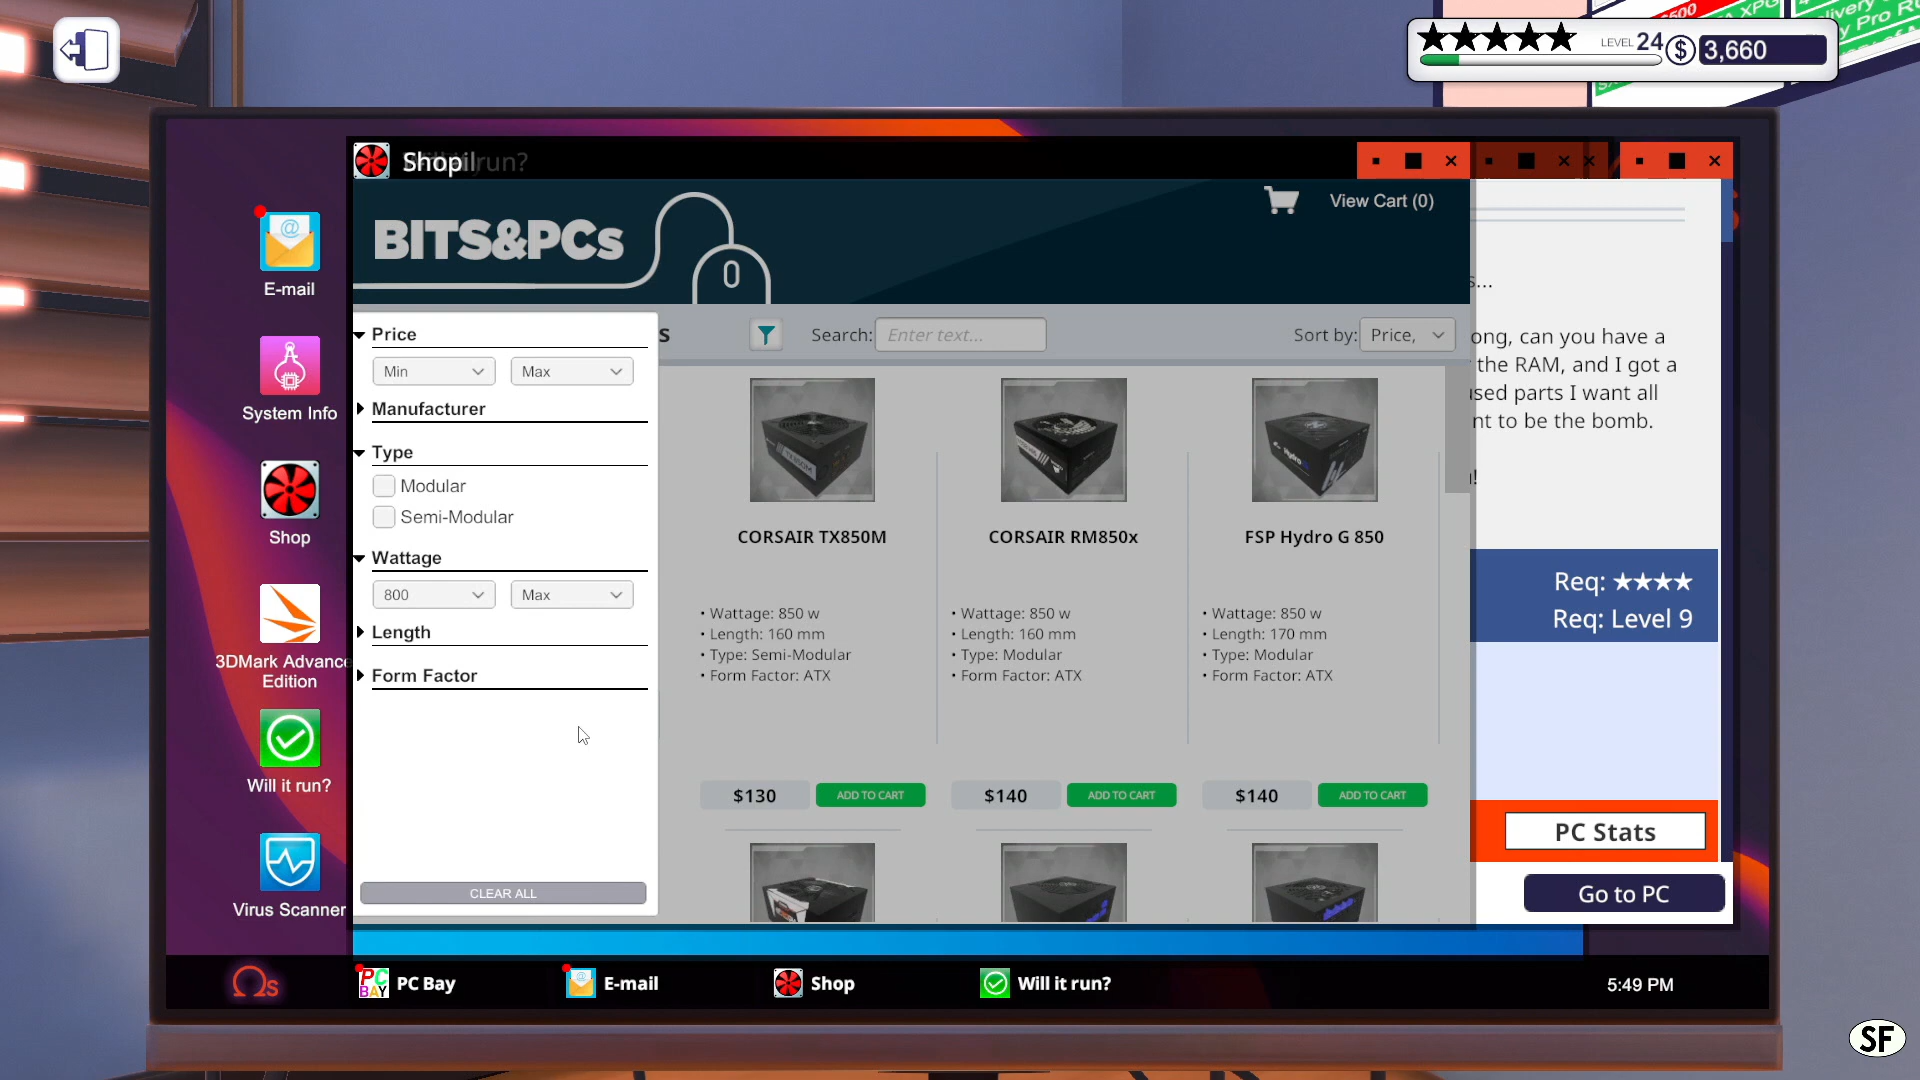 LEVEL 24
3,660
Shop
View Cart (0)
BITS&PCs
Search:
Enter text...
Sort by:
Price,
Price
Min
Max
Manufacturer
Type
Modular
Semi-Modular
Wattage
800
Max
Length
Form Factor
CLEAR ALL
CORSAIR TX850M
• Wattage: 850 w
• Length: 160 mm
• Type: Semi-Modular
• Form Factor: ATX
$130
ADD TO CART
CORSAIR RM850x
• Wattage: 850 w
• Length: 160 mm
• Type: Modular
• Form Factor: ATX
$140
ADD TO CART
FSP Hydro G 850
• Wattage: 850 w
• Length: 170 mm
• Type: Modular
• Form Factor: ATX
$140
ADD TO CART
ong, can you have a
the RAM, and I got a
used parts I want all
nt to be the bomb.
Req: ★★★★
Req: Level 9
PC Stats
Go to PC
E-mail
System Info
Shop
3DMark Advance
Edition
Will it run?
Virus Scanner
PC Bay
E-mail
Shop
Will it run?
5:49 PM
SF